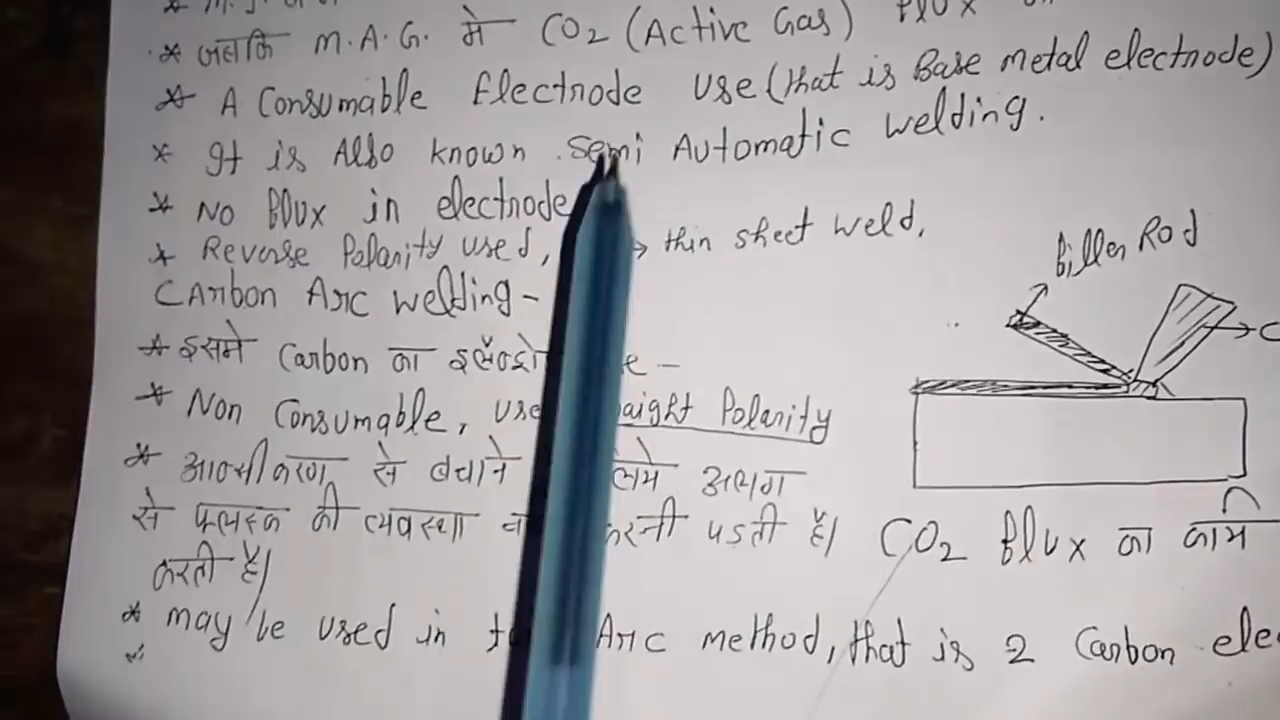 * जबकि M.A.G. मे CO2 (Active Gas) Flux
* A Consumable Electrode Use (that is Base metal electrode)
* It is Also known Semi Automatic welding.
* No flux in electrode
* Reverse Polarity used, → thin sheet weld.
Carbon Arc welding -
* इसमे Carbon का
* Non Consumable, use Polarity
* आक्सीकरण से बचाने लिये अलग
से फ्लक्स की व्यवस्था करनी पडती हैं।
करती हैं।
* may be used in Arc method, that is 2 Carbon
filler Rod
CO2 flux का काम